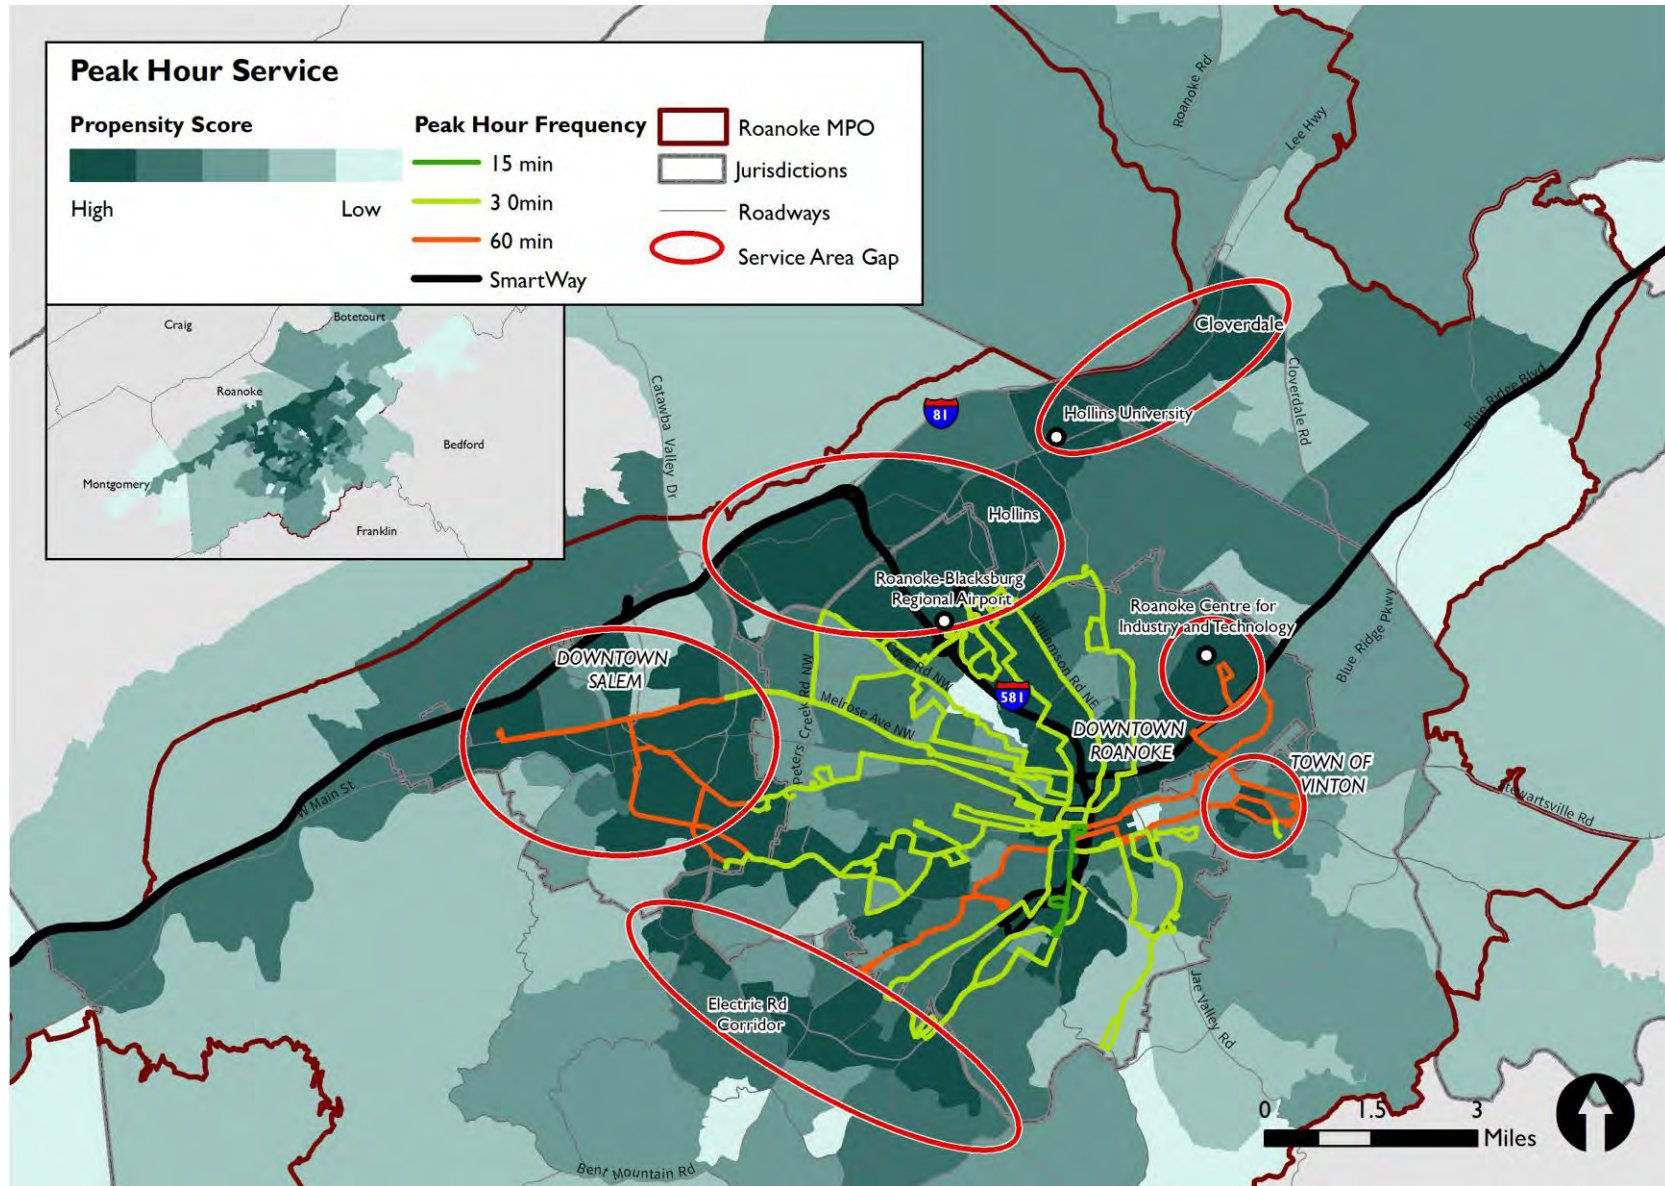 Peak Hour Service
Propensity Score
High
Low
Peak Hour Frequency
15 min
3 0min
60 min
SmartWay
Roanoke MPO
Jurisdictions
Roadways
Service Area Gap
Craig
Botetourt
Roanoke
Bedford
Montgomery
Franklin
Roanoke Rd
Lee Hwy
Catawba Valley Dr
81
Cloverdale
Cloverdale Rd
Blue Ridge Blvd
Hollins University
Hollins
Roanoke-Blacksburg
Regional Airport
Roanoke Centre for
Industry and Technology
Blue Ridge Pkwy
DOWNTOWN
SALEM
Peters Creek Rd NW
Cove Rd NW
Melrose Ave NW
Williamson Rd NE
581
DOWNTOWN
ROANOKE
TOWN OF
VINTON
Stewartsville Rd
W Main St
Electric Rd
Corridor
Jae Valley Rd
Bent Mountain Rd
0
1.5
3
Miles